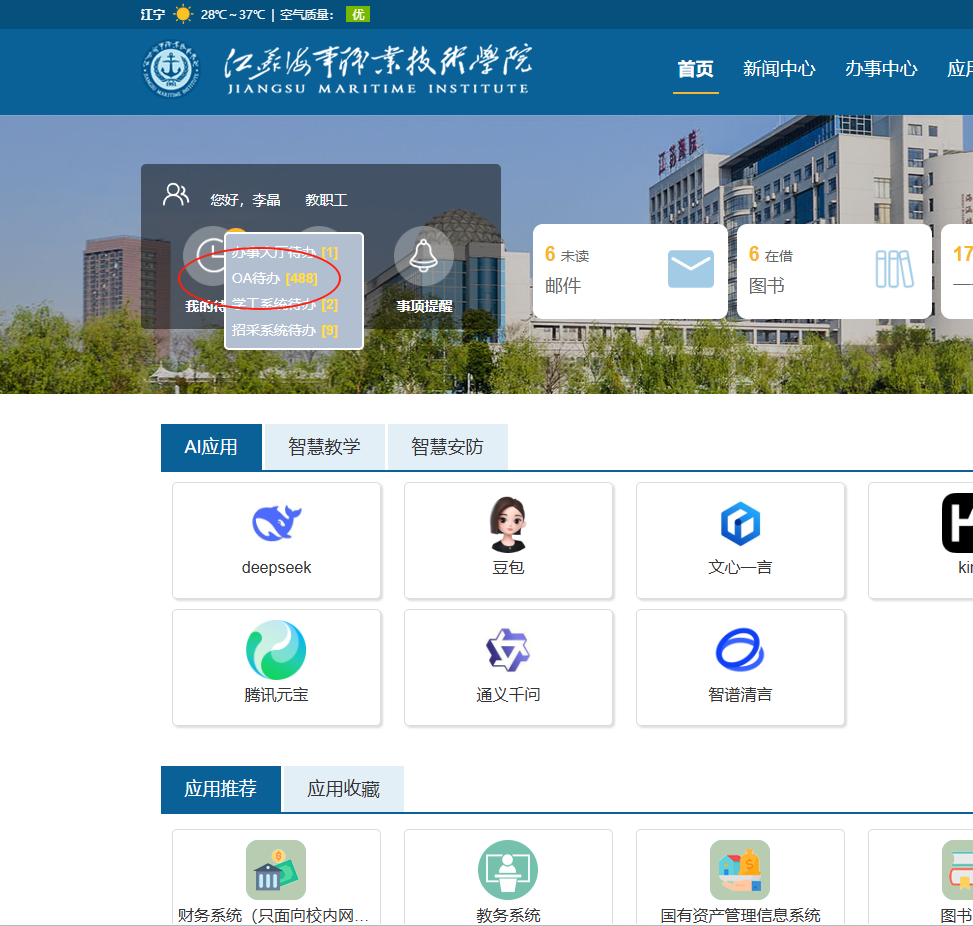 江宁 28℃~37℃ | 空气质量： 优
江苏海事职业技术学院
JIANGSU MARITIME INSTITUTE
首页 新闻中心 办事中心 应用
江苏海院
您好，李晶 教职工
办事大厅待办 [1]
OA待办 [488]
学工系统待办 [2]
招采系统待办 [9]
我的待
事项提醒
6 未读
邮件
6 在借
图书
17
AI应用 智慧教学 智慧安防
deepseek
豆包
文心一言
kim
腾讯元宝
通义千问
智谱清言
应用推荐 应用收藏
财务系统（只面向校内网...
教务系统
国有资产管理信息系统
图书